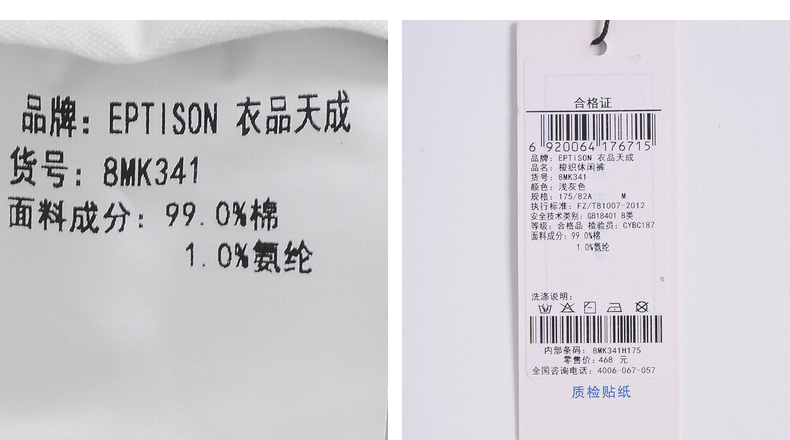 品牌: EPTISON 衣品天成
货号: 8MK341
面料成分: 99.0%棉
1.0%氨纶
合格证
6 920064 176715
品牌: EPTISON 衣品天成
品名: 梭织休闲裤
货号: 8MK341
颜色: 浅灰色
规格: 175/82A M
执行标准: FZ/T81007-2012
安全技术类别: GB18401 B类
等级: 合格品 检验员: CYBC187
面料成分: 99.0%棉
1.0%氨纶
洗涤说明:
内部条码: 8MK341H175
零售价: 468 元
全国咨询电话: 4006-067-057
质检贴纸